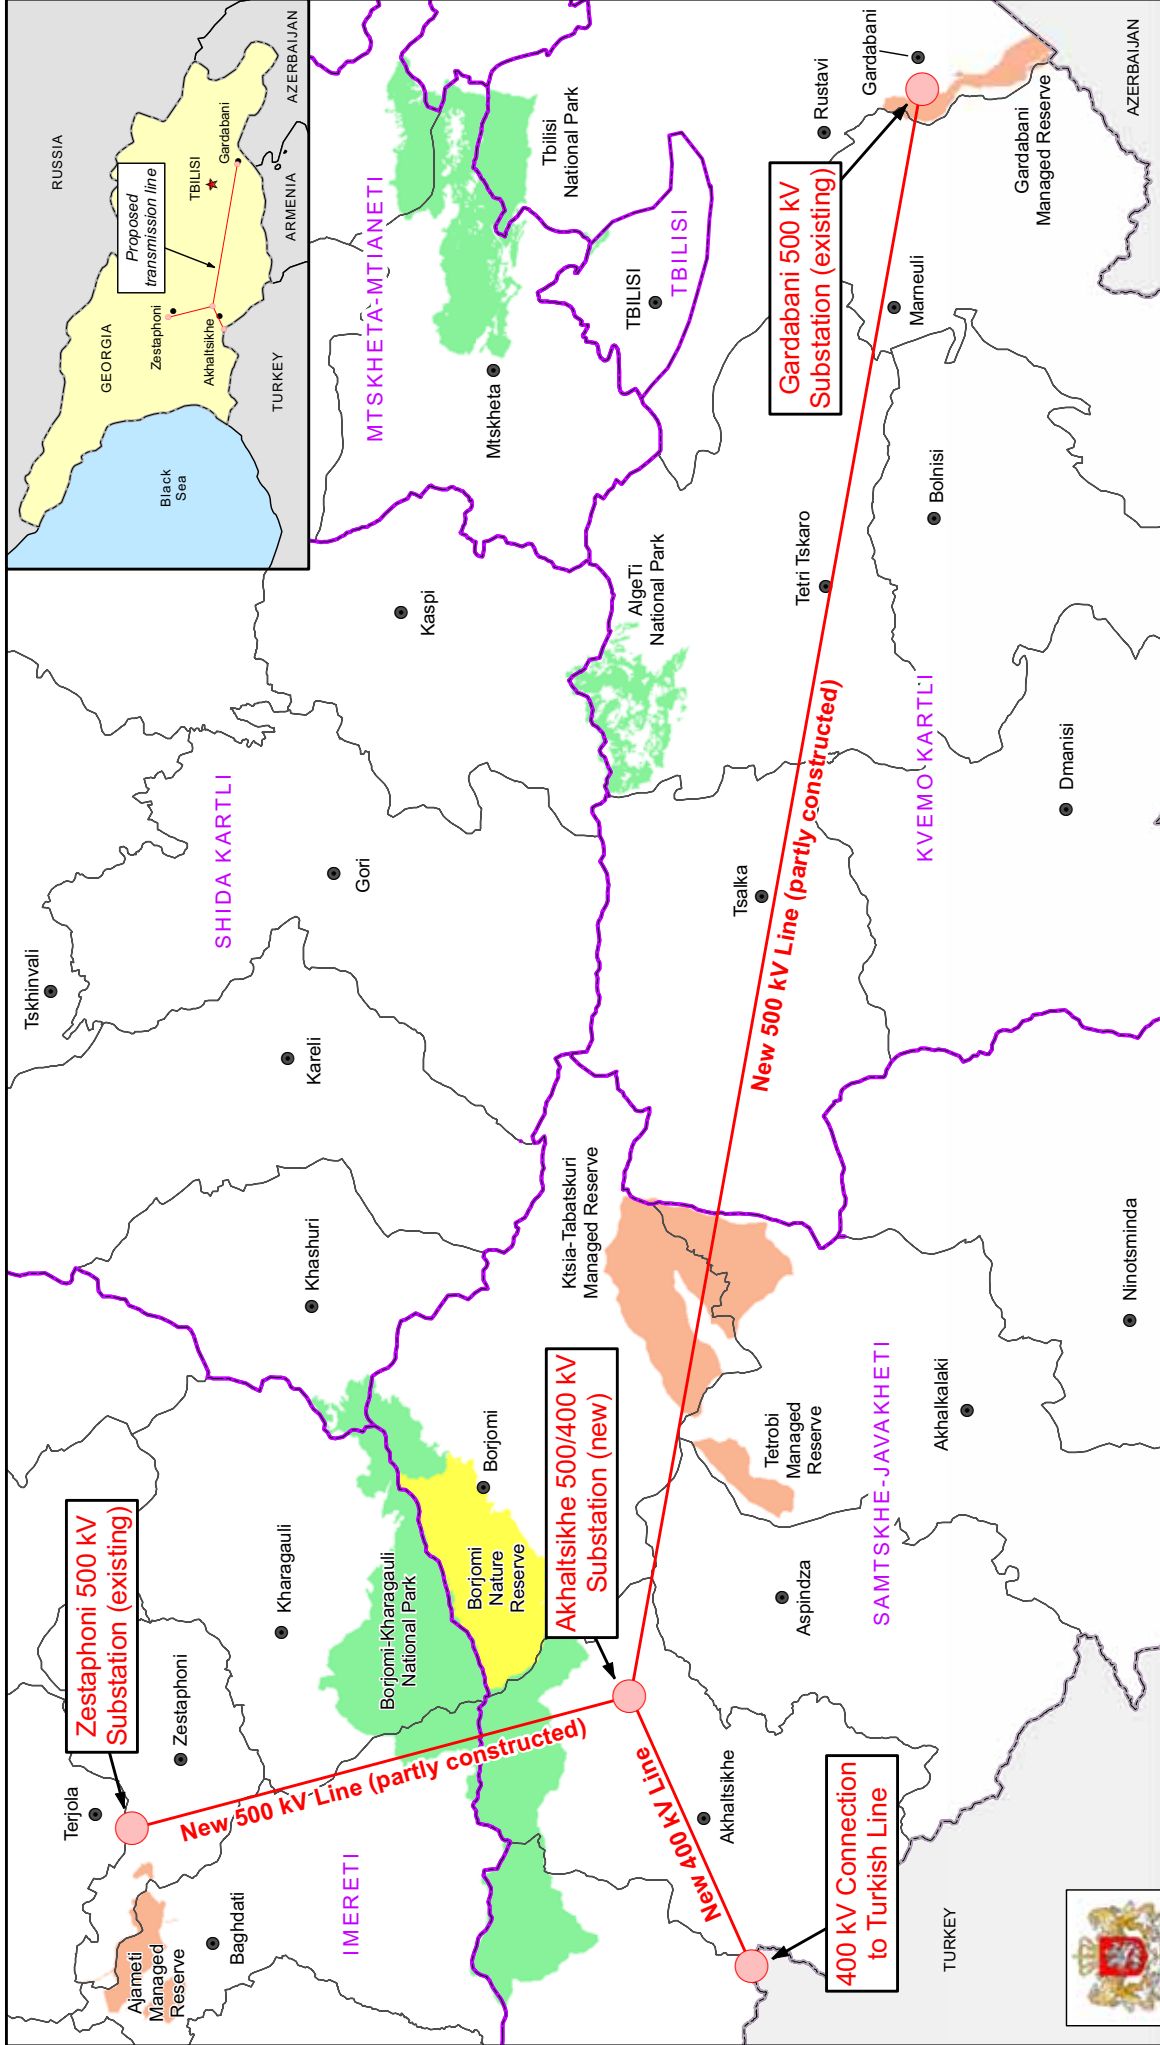 Zestaphoni 500 kV
Substation (existing)
Terjola
Zestaphoni
Kharagauli
Ajameti
Managed
Reserve
Baghdati
IMERETI
New 500 kV Line (partly constructed)
Borjomi-Kharagauli
National Park
Borjomi
Nature
Reserve
Borjomi
Khashuri
Kareli
Tskhinvali
SHIDA KARTLI
Gori
Kaspi
Akhaltsikhe 500/400 kV
Substation (new)
Ktsia-Tabatskuri
Managed Reserve
New 400 kV Line
Akhaltsikhe
400 kV Connection
to Turkish Line
TURKEY
Aspindza
Tetrobi
Managed
Reserve
SAMTSKHE-JAVAKHETI
Akhalkalaki
Ninotsminda
New 500 kV Line (partly constructed)
Tsalka
KVEMO KARTLI
Dmanisi
AlgeTi
National Park
Tetri Tskaro
Bolnisi
MTSKHETA-MTIANETI
Mtskheta
Tbilisi
National Park
TBILISI
TBILISI
Gardabani 500 kV
Substation (existing)
Marneuli
Rustavi
Gardabani
Gardabani
Managed Reserve
AZERBAIJAN
RUSSIA
GEORGIA
Proposed
transmission line
Zestaphoni
TBILISI
Gardabani
Akhaltsikhe
Black
Sea
TURKEY
ARMENIA
AZERBAIJAN